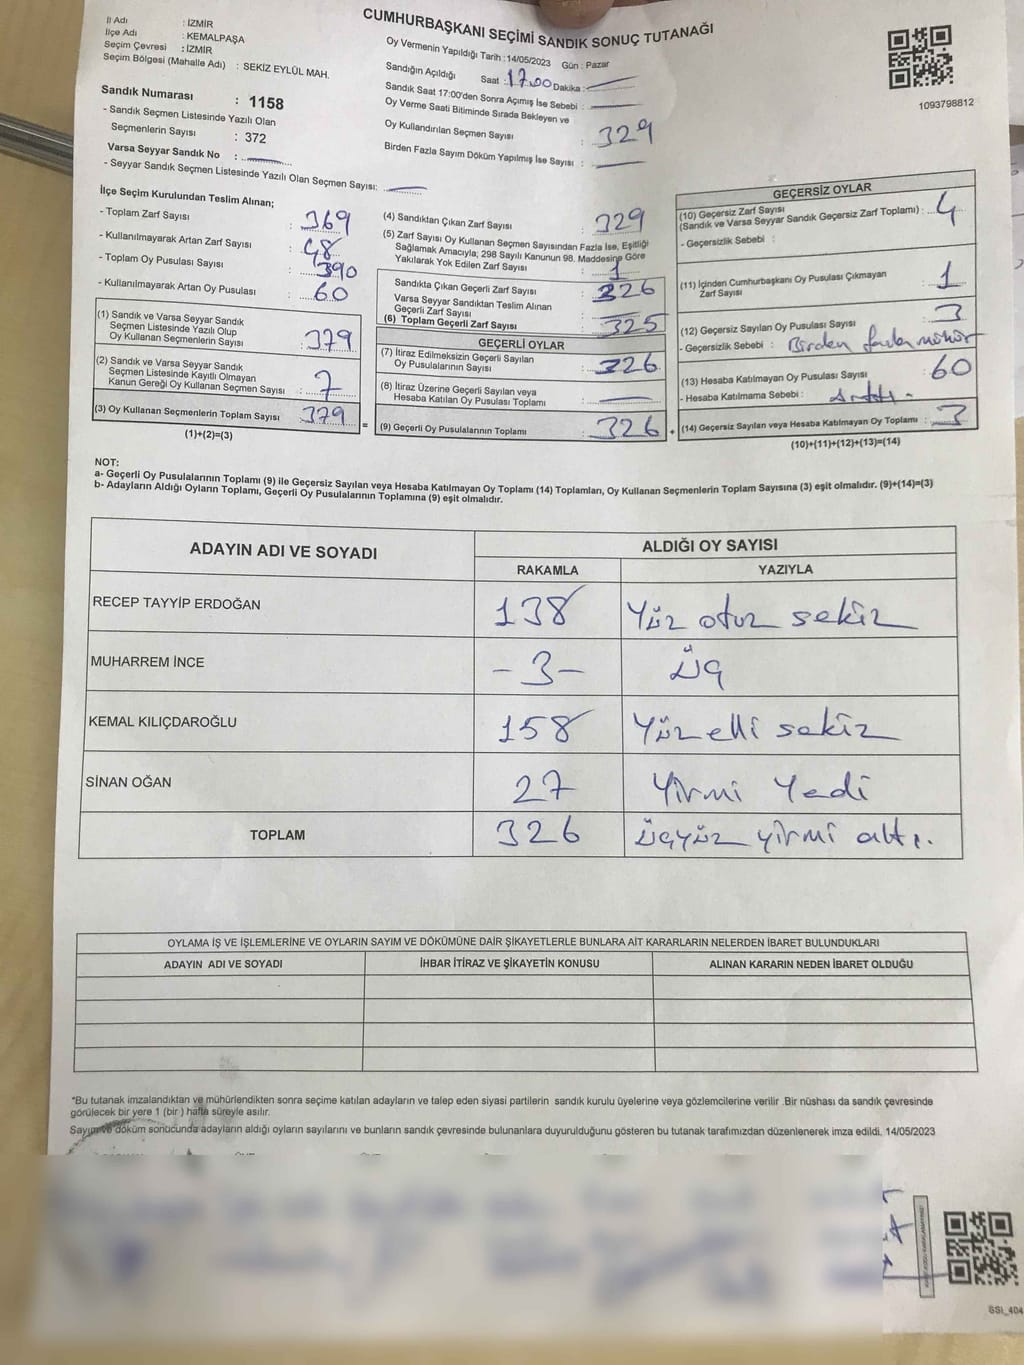 CUMHURBAŞKANI SEÇİMİ SANDIK SONUÇ TUTANAĞI
İl Adı : İZMİR
İlçe Adı : KEMALPAŞA
Seçim Çevresi : İZMİR
Seçim Bölgesi (Mahalle Adı) : SEKİZ EYLÜL MAH.
Sandık Numarası : 1158
- Sandık Seçmen Listesinde Yazılı Olan
Seçmenlerin Sayısı : 372
Varsa Seyyar Sandık No :
- Seyyar Sandık Seçmen Listesinde Yazılı Olan Seçmen Sayısı:
Oy Vermenin Yapıldığı Tarih : 14/05/2023 Gün : Pazar
Sandığın Açıldığı Saat : 17.00 Dakika :
Sandık Saat 17:00'den Sonra Açımış İse Sebebi :
Oy Verme Saati Bitiminde Sırada Bekleyen ve
Oy Kullandırılan Seçmen Sayısı : 329
Birden Fazla Sayım Döküm Yapılmış İse Sayısı :
1093798812
İlçe Seçim Kurulundan Teslim Alınan;
- Toplam Zarf Sayısı : 369
- Kullanılmayarak Artan Zarf Sayısı : 48
- Toplam Oy Pusulası Sayısı : 390
- Kullanılmayarak Artan Oy Pusulası : 60
(1) Sandık ve Varsa Seyyar Sandık
Seçmen Listesinde Yazılı Olup
Oy Kullanan Seçmenlerin Sayısı : 379
(2) Sandık ve Varsa Seyyar Sandık
Seçmen Listesinde Kayıtlı Olmayan
Kanun Gereği Oy Kullanan Seçmen Sayısı : 7
(3) Oy Kullanan Seçmenlerin Toplam Sayısı : 379 =
(1)+(2)=(3)
(4) Sandıktan Çıkan Zarf Sayısı : 329
(5) Zarf Sayısı Oy Kullanan Seçmen Sayısından Fazla İse, Eşitliği
Sağlamak Amacıyla; 298 Sayılı Kanunun 98. Maddesine Göre
Yakılarak Yok Edilen Zarf Sayısı : 1
Sandıkta Çıkan Geçerli Zarf Sayısı : 326
Varsa Seyyar Sandıktan Teslim Alınan
Geçerli Zarf Sayısı :
(6) Toplam Geçerli Zarf Sayısı : 325
GEÇERLİ OYLAR
(7) İtiraz Edilmeksizin Geçerli Sayılan
Oy Pusulalarının Sayısı : 326
(8) İtiraz Üzerine Geçerli Sayılan veya
Hesaba Katılan Oy Pusulası Toplamı :
(9) Geçerli Oy Pusulalarının Toplamı : 326 +
GEÇERSİZ OYLAR
(10) Geçersiz Zarf Sayısı
(Sandık ve Varsa Seyyar Sandık Geçersiz Zarf Toplamı) : 4
- Geçersizlik Sebebi :
(11) İçinden Cumhurbaşkanı Oy Pusulası Çıkmayan
Zarf Sayısı : 1
(12) Geçersiz Sayılan Oy Pusulası Sayısı : 3
- Geçersizlik Sebebi : Birden fazla mühür
(13) Hesaba Katılmayan Oy Pusulası Sayısı : 60
- Hesaba Katılmama Sebebi : Arttı -
(14) Geçersiz Sayılan veya Hesaba Katılmayan Oy Toplamı : 3
(10)+(11)+(12)+(13)=(14)
NOT:
a- Geçerli Oy Pusulalarının Toplamı (9) ile Geçersiz Sayılan veya Hesaba Katılmayan Oy Toplamı (14) Toplamları, Oy Kullanan Seçmenlerin Toplam Sayısına (3) eşit olmalıdır. (9)+(14)=(3)
b- Adayların Aldığı Oyların Toplamı, Geçerli Oy Pusulalarının Toplamına (9) eşit olmalıdır.
ADAYIN ADI VE SOYADI ALDIĞI OY SAYISI
RAKAMLA YAZIYLA
RECEP TAYYİP ERDOĞAN 138 Yüz otuz sekiz
MUHARREM İNCE -3- Üç
KEMAL KILIÇDAROĞLU 158 Yüz elli sekiz
SİNAN OĞAN 27 Yirmi Yedi
TOPLAM 326 Üçyüz yirmi altı.
OYLAMA İŞ VE İŞLEMLERİNE VE OYLARIN SAYIM VE DÖKÜMÜNE DAİR ŞİKAYETLERLE BUNLARA AİT KARARLARIN NELERDEN İBARET BULUNDUKLARI
ADAYIN ADI VE SOYADI İHBAR İTİRAZ VE ŞİKAYETİN KONUSU ALINAN KARARIN NEDEN İBARET OLDUĞU
*Bu tutanak imzalandıktan ve mühürlendikten sonra seçime katılan adayların ve talep eden siyasi partilerin sandık kurulu üyelerine veya gözlemcilerine verilir .Bir nüshası da sandık çevresinde
görülecek bir yere 1 (bir ) hafta süreyle asılır.
Sayım ve döküm sonucunda adayların aldığı oyların sayılarını ve bunların sandık çevresinde bulunanlara duyurulduğunu gösteren bu tutanak tarafımızdan düzenlenerek imza edildi. 14/05/2023